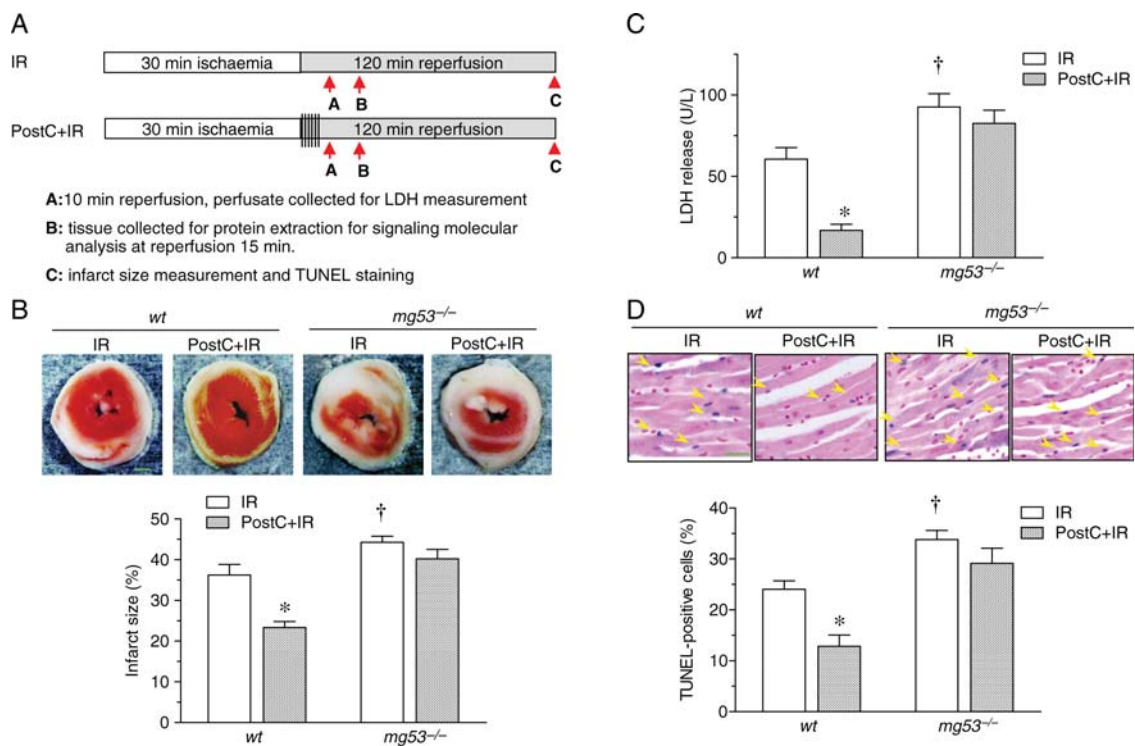 A
IR
30 min ischaemia
120 min reperfusion
A
B
C
PostC+IR
30 min ischaemia
120 min reperfusion
A
B
C
A:10 min reperfusion, perfusate collected for LDH measurement
B: tissue collected for protein extraction for signaling molecular
analysis at reperfusion 15 min.
C: infarct size measurement and TUNEL staining
B
wt
mg53–/–
IR
PostC+IR
IR
PostC+IR
IR
PostC+IR
†
*
Infarct size (%)
50
40
30
20
10
0
wt
mg53–/–
C
IR
PostC+IR
†
*
LDH release (U/L)
100
50
0
wt
mg53–/–
D
wt
mg53–/–
IR
PostC+IR
IR
PostC+IR
IR
PostC+IR
†
*
TUNEL-positive cells (%)
40
30
20
10
0
wt
mg53–/–